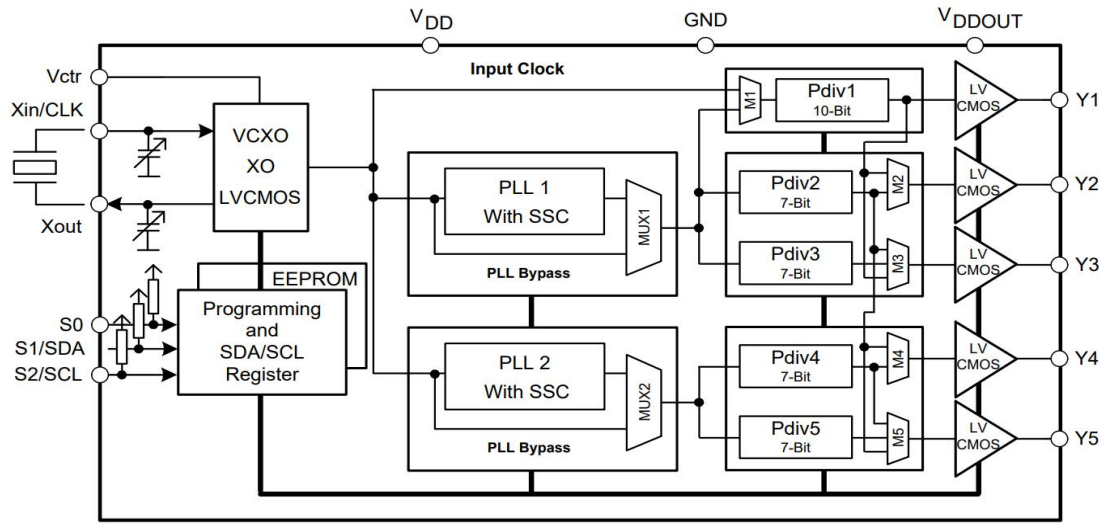 VDD
GND
VDDOUT
Input Clock
Vctr
Xin/CLK
Xout
VCXO
XO
LVCMOS
M1
Pdiv1
10-Bit
LV
CMOS
Y1
PLL 1
With SSC
MUX1
PLL Bypass
Pdiv2
7-Bit
M2
LV
CMOS
Y2
Pdiv3
7-Bit
M3
LV
CMOS
Y3
EEPROM
Programming
and
SDA/SCL
Register
S0
S1/SDA
S2/SCL
PLL 2
With SSC
MUX2
PLL Bypass
Pdiv4
7-Bit
M4
LV
CMOS
Y4
Pdiv5
7-Bit
M5
LV
CMOS
Y5